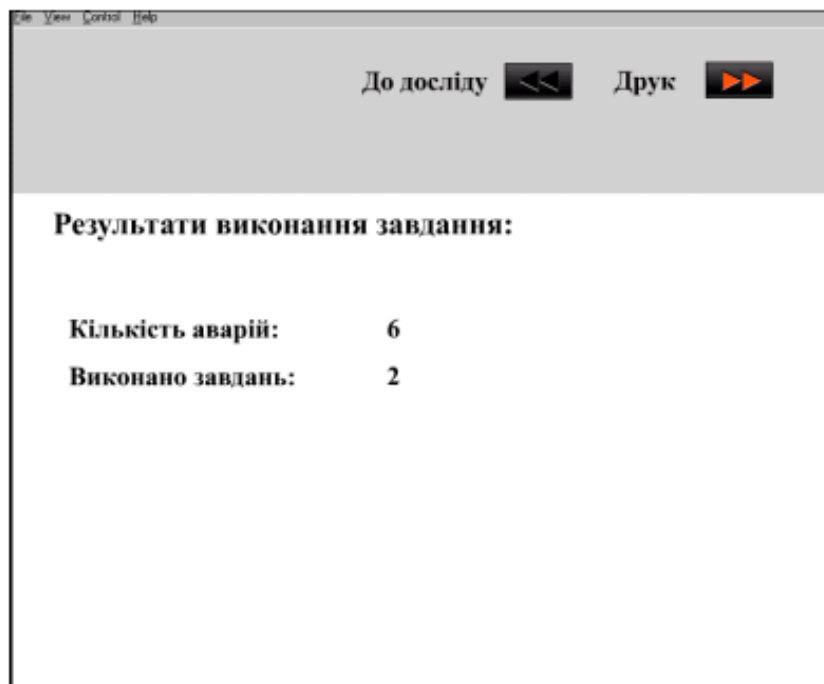 File View Control Help
До досліду Друк
Результати виконання завдання:
Кількість аварій: 6
Виконано завдань: 2